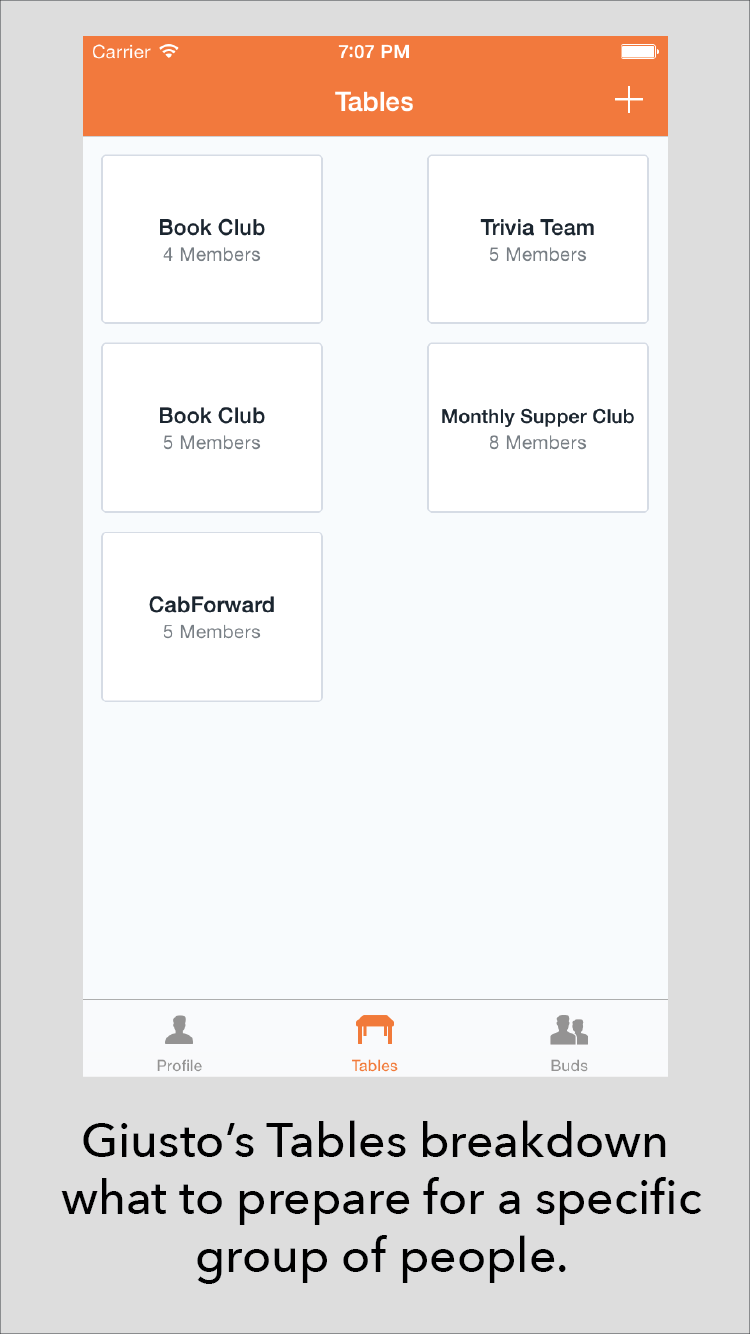 Carrier 7:07 PM
Tables
Book Club
4 Members
Trivia Team
5 Members
Book Club
5 Members
Monthly Supper Club
8 Members
CabForward
5 Members
Profile
Tables
Buds
Giusto’s Tables breakdown
what to prepare for a specific
group of people.